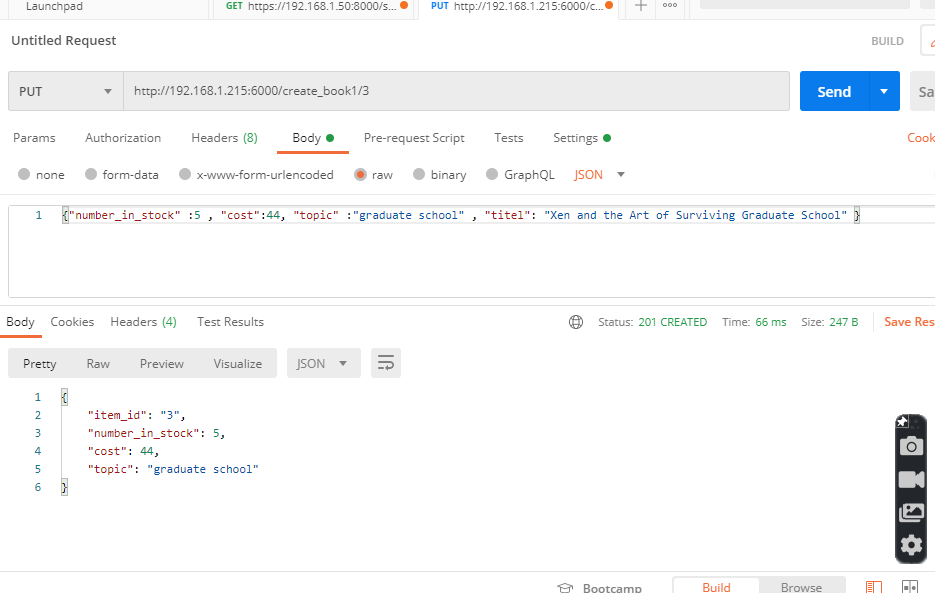 Launchpad GET https://192.168.1.50:8000/s... PUT http://192.168.1.215:6000/c... + ooo
Untitled Request BUILD
PUT http://192.168.1.215:6000/create_book1/3 Send Sa
Params Authorization Headers (8) Body Pre-request Script Tests Settings Cook
none form-data x-www-form-urlencoded raw binary GraphQL JSON
1 {"number_in_stock" :5 , "cost":44, "topic" :"graduate school" , "titel": "Xen and the Art of Surviving Graduate School" }
Body Cookies Headers (4) Test Results Status: 201 CREATED Time: 66 ms Size: 247 B Save Res
Pretty Raw Preview Visualize JSON
1 {
2 "item_id": "3",
3 "number_in_stock": 5,
4 "cost": 44,
5 "topic": "graduate school"
6 }
Bootcamp Build Browse